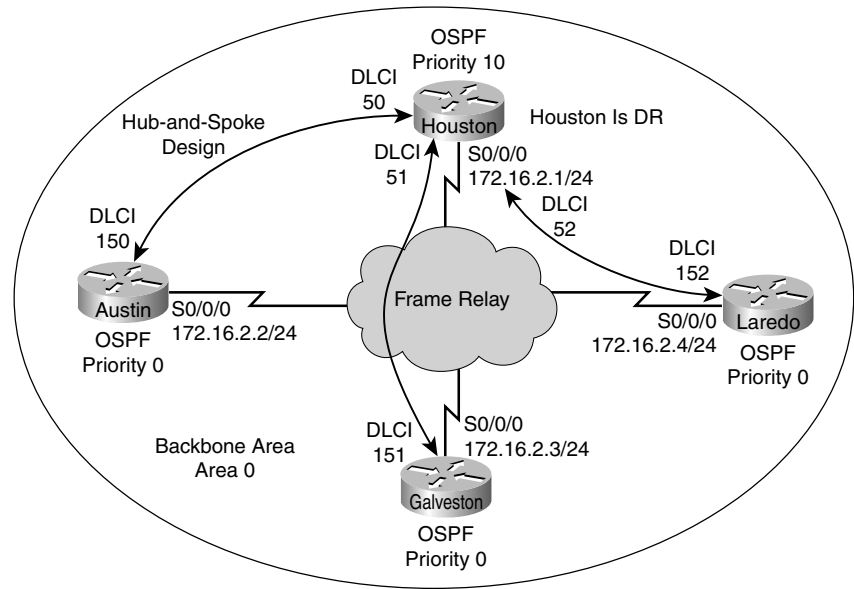 OSPF
Priority 10
DLCI
50
Houston
Houston Is DR
Hub-and-Spoke
Design
DLCI
51
S0/0/0
172.16.2.1/24
DLCI
52
DLCI
150
DLCI
152
Austin
S0/0/0
172.16.2.2/24
OSPF
Priority 0
Frame Relay
Laredo
S0/0/0
172.16.2.4/24
OSPF
Priority 0
Backbone Area
Area 0
DLCI
151
S0/0/0
172.16.2.3/24
Galveston
OSPF
Priority 0